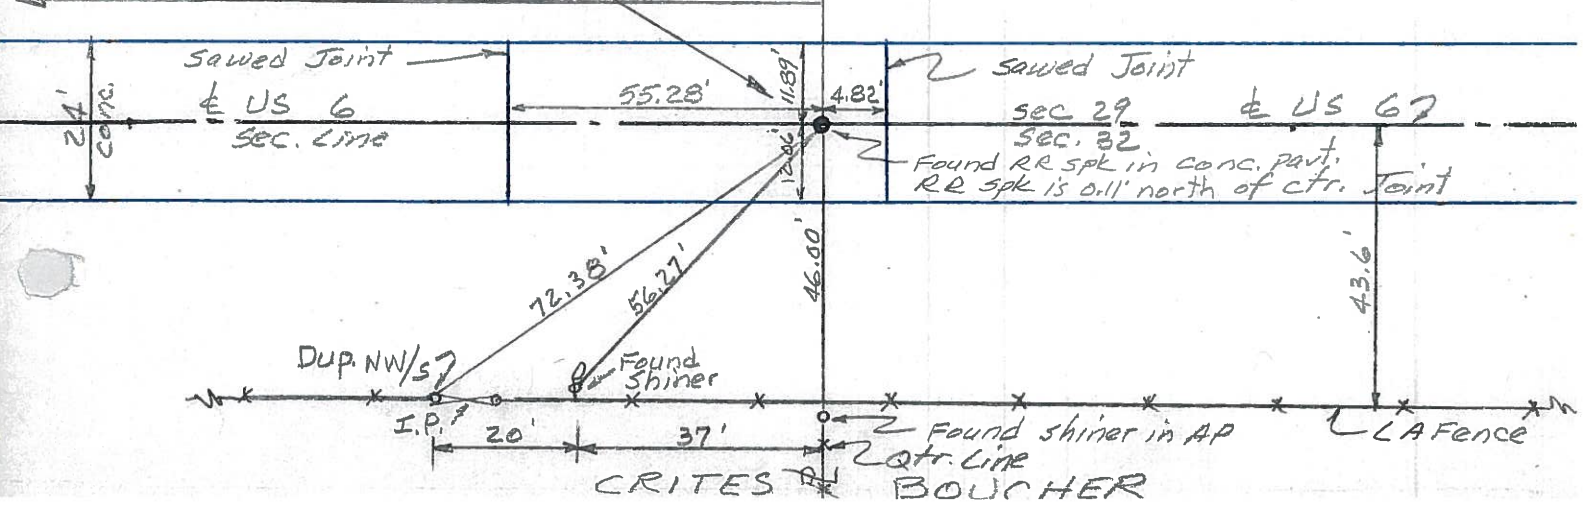 Sawed Joint
Sawed Joint
24'
conc.
55.28'
11.89'
4.82'
℄ US 6
Sec. Line
sec. 29
Sec. 32
℄ US 67
12.06'
Found RR spk in conc. pavt.
RR spk is 0.11' north of ctr. Joint
72.38'
56.27'
46.00'
43.6'
Dup. NW/S
Found
Shiner
I.P.
20'
37'
Found shiner in AP
LA Fence
Qtr. Line
CRITES
BOUCHER